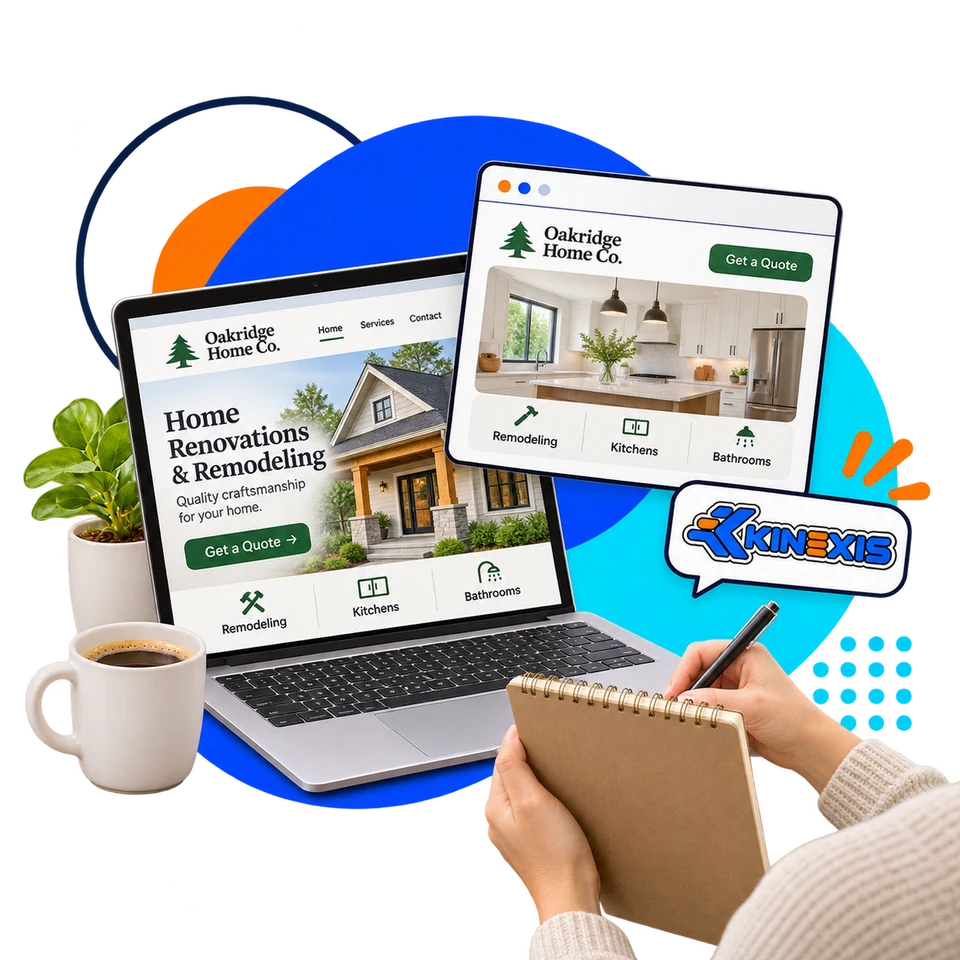 Oakridge
Home Co.
Home
Services
Contact
Home
Renovations
& Remodeling
Quality craftsmanship
for your home.
Get a Quote →
Remodeling
Kitchens
Bathrooms
Oakridge
Home Co.
Get a Quote
Remodeling
Kitchens
Bathrooms
KINEXIS